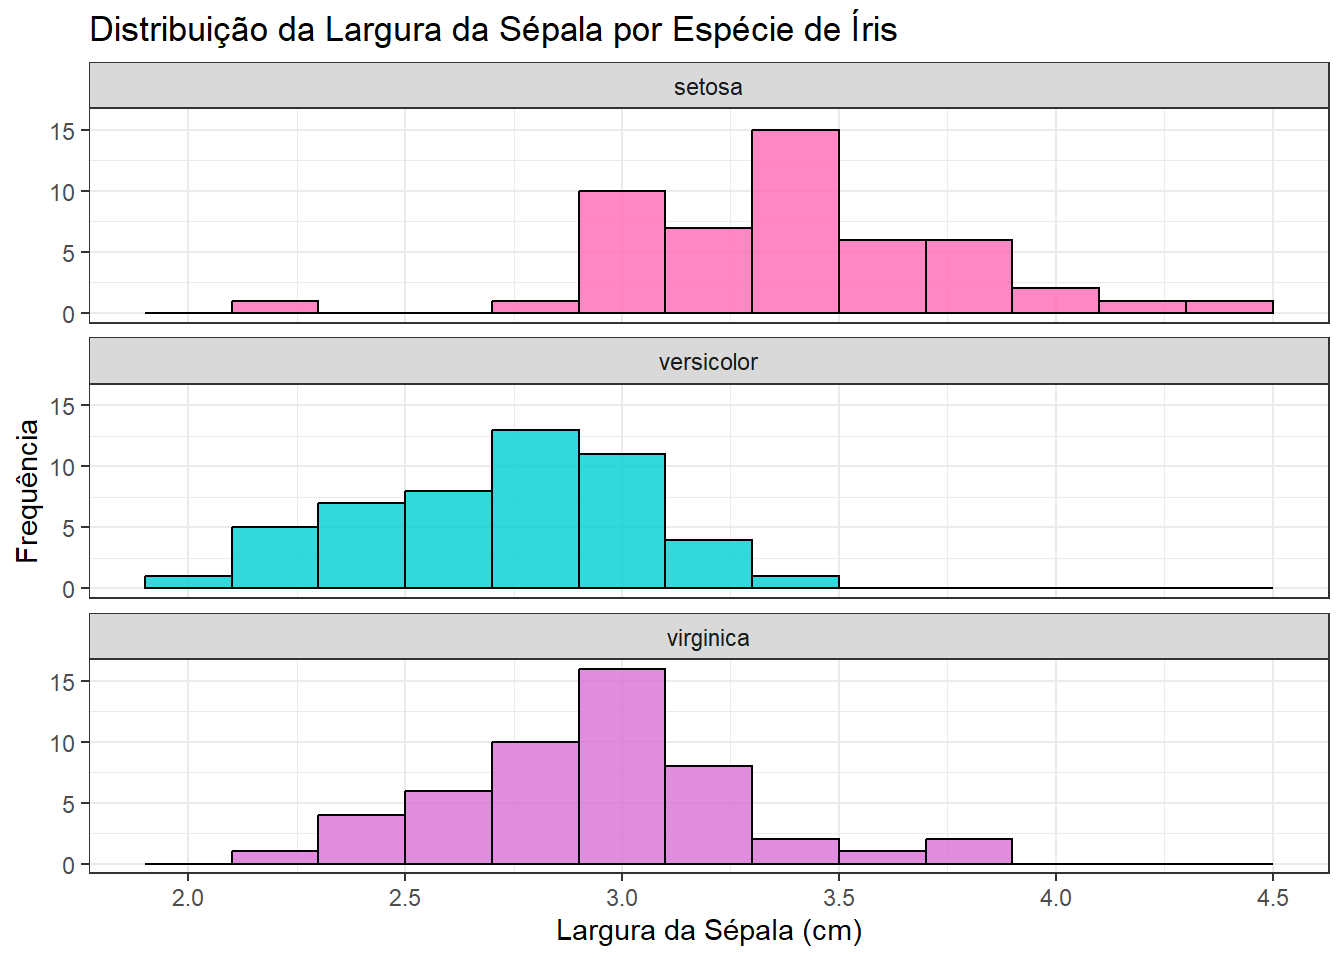 Distribuição da Largura da Sépala por Espécie de Íris
setosa
15
10
5
0
versicolor
15
10
5
0
Frequência
virginica
15
10
5
0
2.0 2.5 3.0 3.5 4.0 4.5
Largura da Sépala (cm)